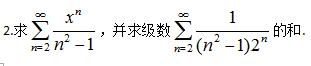 2.求 $\sum_{n=2}^{\infty} \frac{x^n}{n^2-1}$ ，并求级数 $\sum_{n=2}^{\infty} \frac{1}{(n^2-1)2^n}$ 的和.